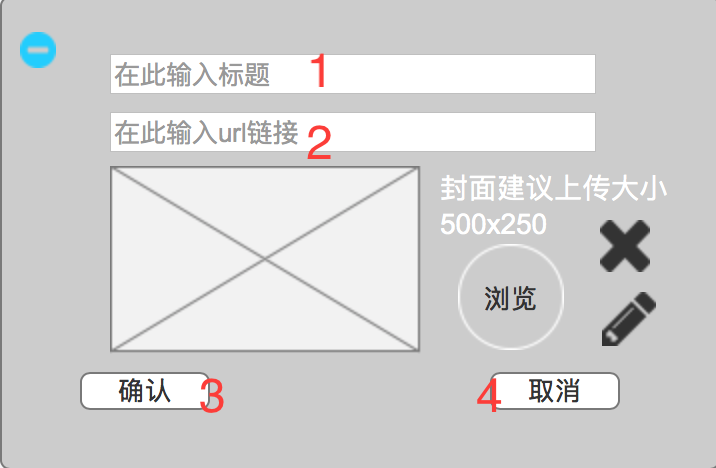 在此输入标题 1
在此输入url链接 2
封面建议上传大小
500x250
浏览
确认 3
4 取消